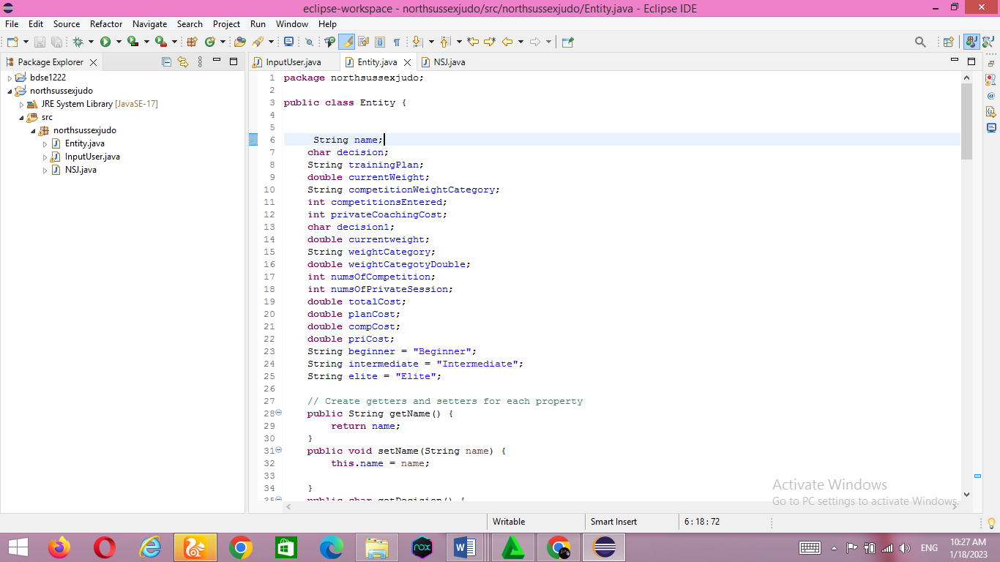 eclipse-workspace - northsussexjudo/src/northsussexjudo/Entity.java - Eclipse IDE
File Edit Source Refactor Navigate Search Project Run Window Help
Package Explorer
InputUser.java Entity.java NSJ.java
bdse1222
northsussexjudo
JRE System Library [JavaSE-17]
src
northsussexjudo
Entity.java
InputUser.java
NSJ.java
1 package northsussexjudo;
2
3 public class Entity {
4
5
6 String name;
7 char decision;
8 String trainingPlan;
9 double currentWeight;
10 String competitionWeightCategory;
11 int competitionsEntered;
12 int privateCoachingCost;
13 char decision1;
14 double currentweight;
15 String weightCategory;
16 double weightCategotyDouble;
17 int numsOfCompetition;
18 int numsOfPrivateSession;
19 double totalCost;
20 double planCost;
21 double compCost;
22 double priCost;
23 String beginner = "Beginner";
24 String intermediate = "Intermediate";
25 String elite = "Elite";
26
27 // Create getters and setters for each property
28 public String getName() {
29 return name;
30 }
31 public void setName(String name) {
32 this.name = name;
33
34 }
35 public char getDecision() {
Activate Windows
Go to PC settings to activate Windows.
Writable Smart Insert 6 : 18 : 72
nox
ENG
10:27 AM
1/18/2023